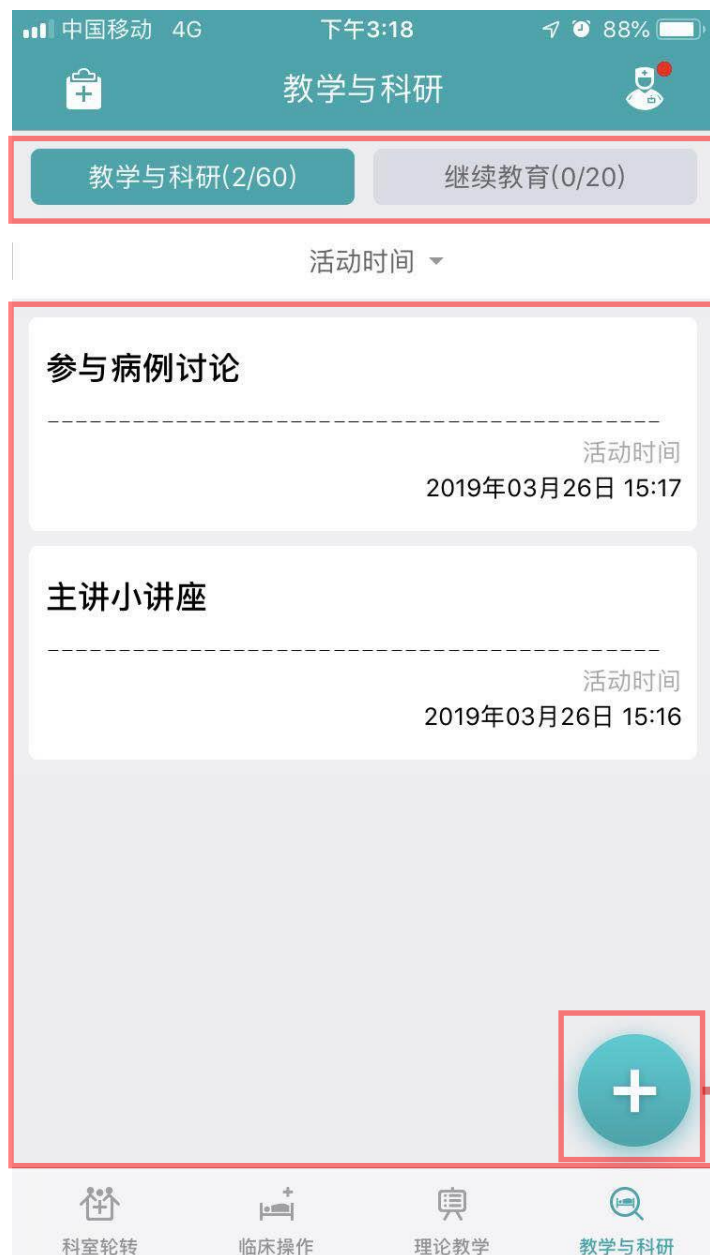 中国移动 4G 下午3:18 88%
教学与科研
教学与科研(2/60) 继续教育(0/20)
活动时间
参与病例讨论
活动时间
2019年03月26日 15:17
主讲小讲座
活动时间
2019年03月26日 15:16
科室轮转 临床操作 理论教学 教学与科研